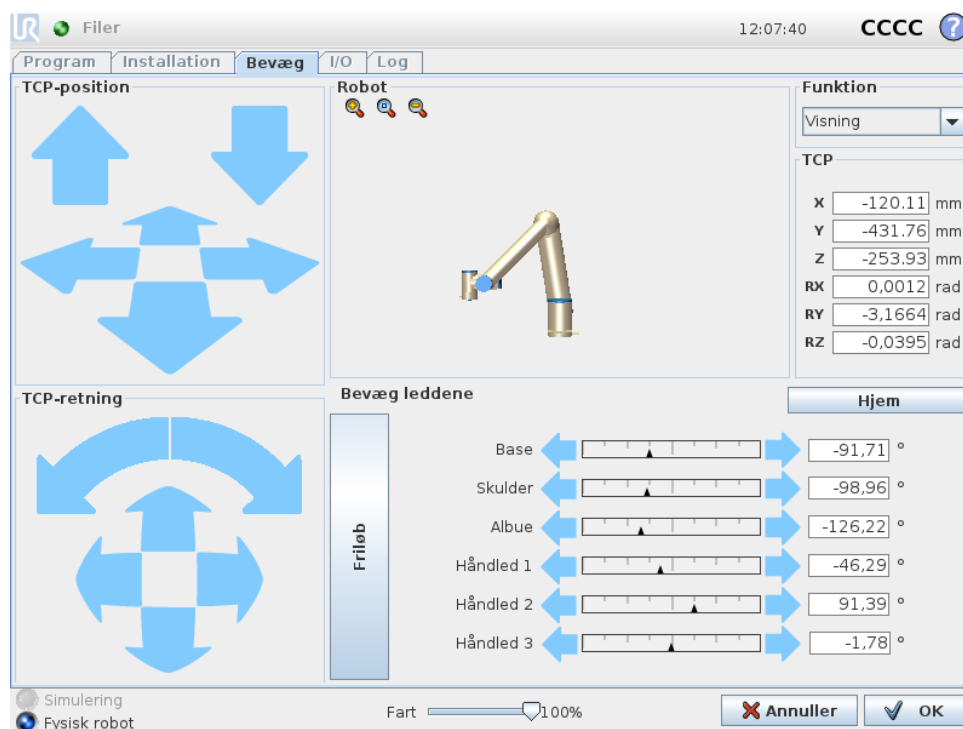 UR Filer 12:07:40 CCCC ?
Program Installation Bevæg I/O Log
TCP-position
Robot
Funktion
Visning
TCP
X -120.11 mm
Y -431.76 mm
Z -253.93 mm
RX 0,0012 rad
RY -3,1664 rad
RZ -0,0395 rad
TCP-retning
Bevæg leddene
Hjem
Friløb
Base -91,71 °
Skulder -98,96 °
Albue -126,22 °
Håndled 1 -46,29 °
Håndled 2 91,39 °
Håndled 3 -1,78 °
Simulering
Fysisk robot
Fart 100%
Annuller
OK